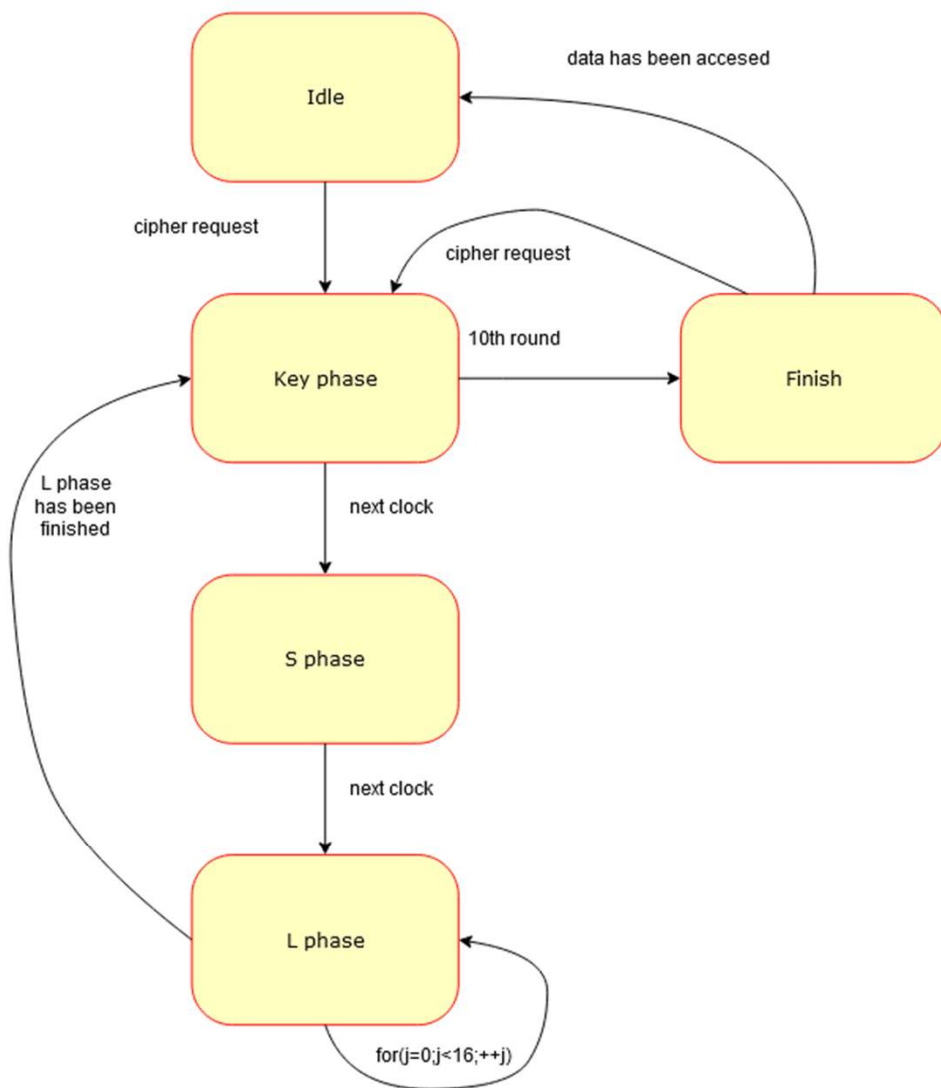 data has been accesed
Idle
cipher request
cipher request
10th round
Key phase
Finish
L phase
has been
finished
next clock
S phase
next clock
L phase
for(j=0;j<16;++j)